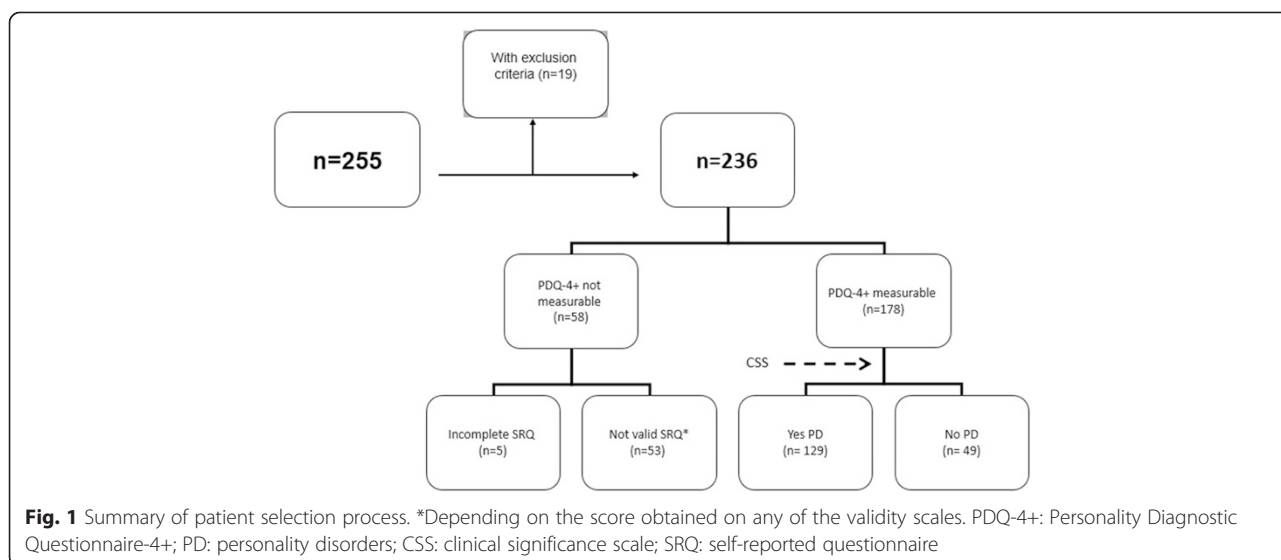 With exclusion
criteria (n=19)
n=255
n=236
PDQ-4+ not
measurable
(n=58)
PDQ-4+ measurable
(n=178)
CSS
Incomplete SRQ
(n=5)
Not valid SRQ*
(n=53)
Yes PD
(n= 129)
No PD
(n= 49)
Fig. 1 Summary of patient selection process. *Depending on the score obtained on any of the validity scales. PDQ-4+: Personality Diagnostic
Questionnaire-4+; PD: personality disorders; CSS: clinical significance scale; SRQ: self-reported questionnaire